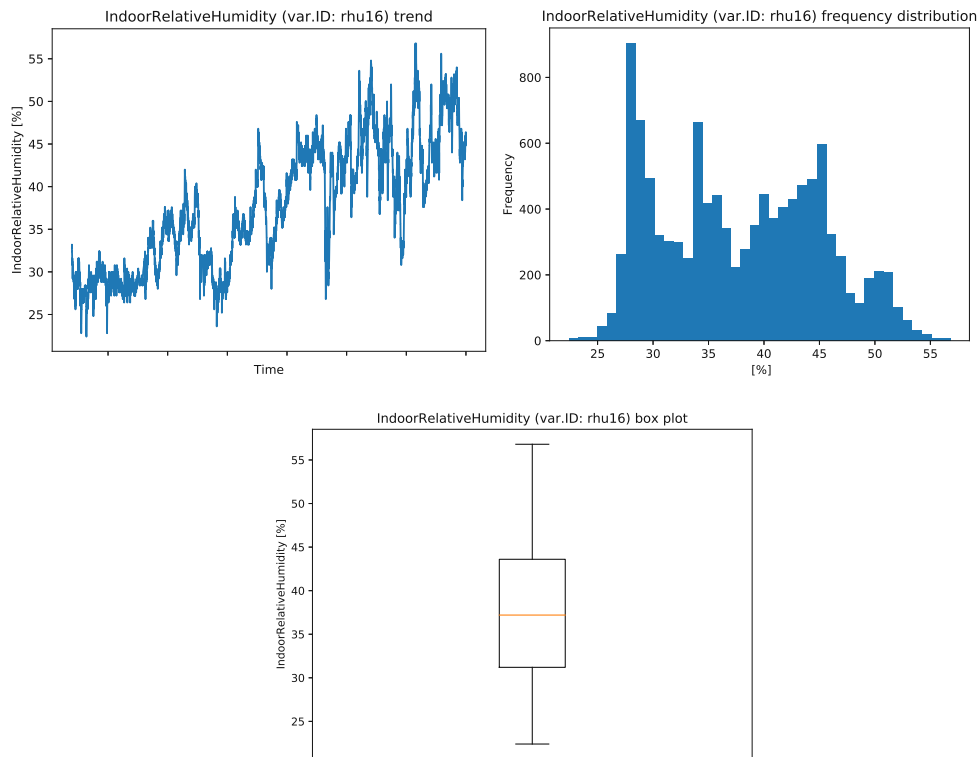 IndoorRelativeHumidity (var.ID: rhu16) trend
IndoorRelativeHumidity [%]
55
50
45
40
35
30
25
Time
IndoorRelativeHumidity (var.ID: rhu16) frequency distribution
Frequency
800
600
400
200
0
25 30 35 40 45 50 55
[%]
IndoorRelativeHumidity (var.ID: rhu16) box plot
IndoorRelativeHumidity [%]
55
50
45
40
35
30
25